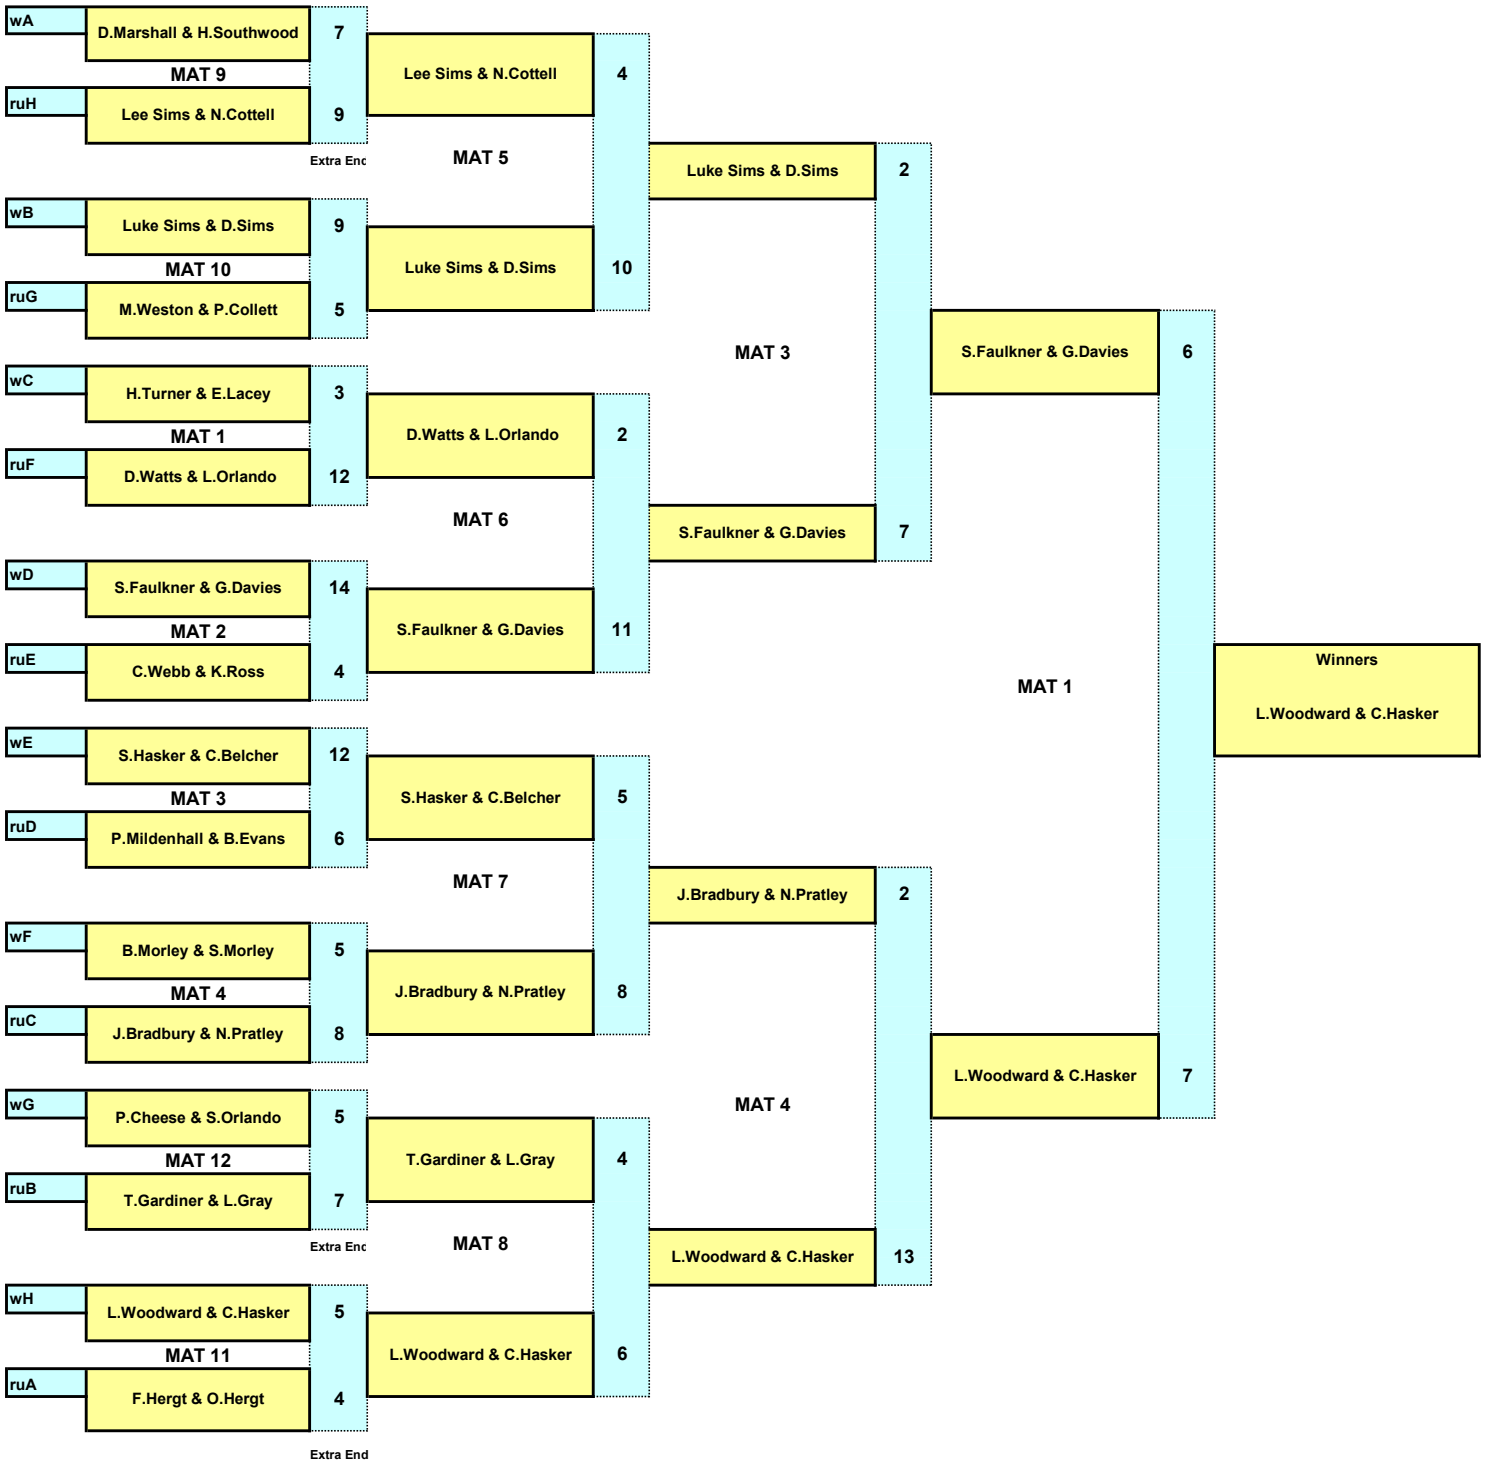 wA
D.Marshall & H.Southwood 7
MAT 9
ruH
Lee Sims & N.Cottell 9
Extra End
wB
Luke Sims & D.Sims 9
MAT 10
ruG
M.Weston & P.Collett 5
wC
H.Turner & E.Lacey 3
MAT 1
ruF
D.Watts & L.Orlando 12
wD
S.Faulkner & G.Davies 14
MAT 2
ruE
C.Webb & K.Ross 4
wE
S.Hasker & C.Belcher 12
MAT 3
ruD
P.Mildenhall & B.Evans 6
wF
B.Morley & S.Morley 5
MAT 4
ruC
J.Bradbury & N.Pratley 8
wG
P.Cheese & S.Orlando 5
MAT 12
ruB
T.Gardiner & L.Gray 7
Extra End
wH
L.Woodward & C.Hasker 5
MAT 11
ruA
F.Hergt & O.Hergt 4
Extra End
Lee Sims & N.Cottell 4
MAT 5
Luke Sims & D.Sims 10
D.Watts & L.Orlando 2
MAT 6
S.Faulkner & G.Davies 11
S.Hasker & C.Belcher 5
MAT 7
J.Bradbury & N.Pratley 8
T.Gardiner & L.Gray 4
MAT 8
L.Woodward & C.Hasker 6
Luke Sims & D.Sims 2
MAT 3
S.Faulkner & G.Davies 7
J.Bradbury & N.Pratley 2
MAT 4
L.Woodward & C.Hasker 13
S.Faulkner & G.Davies 6
MAT 1
L.Woodward & C.Hasker 7
Winners
L.Woodward & C.Hasker